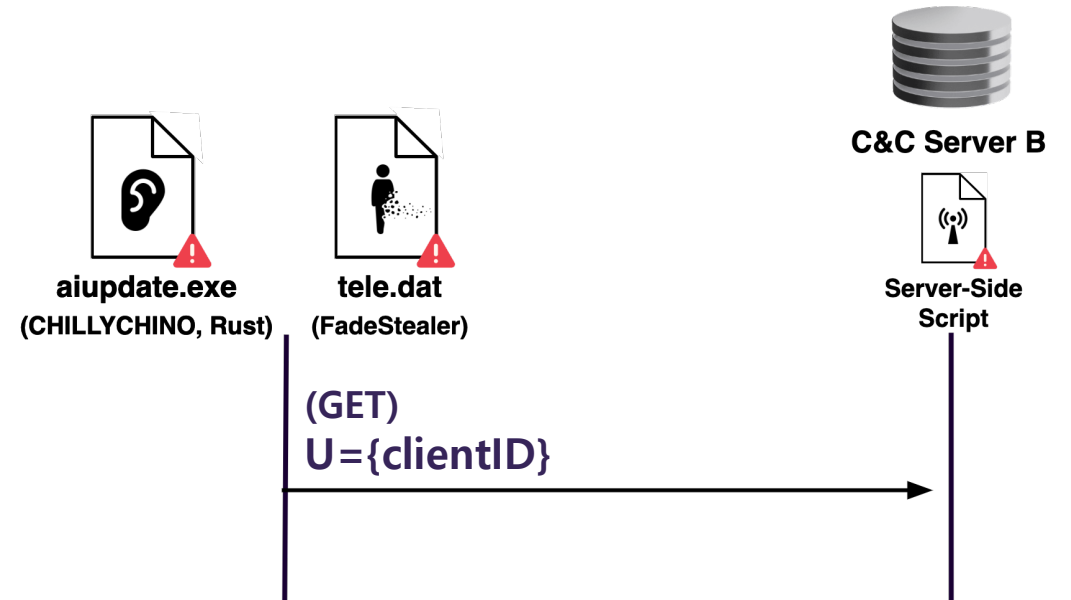 C&C Server B
aiupdate.exe
(CHILLYCHINO, Rust)
tele.dat
(FadeStealer)
Server-Side
Script
(GET)
U={clientID}